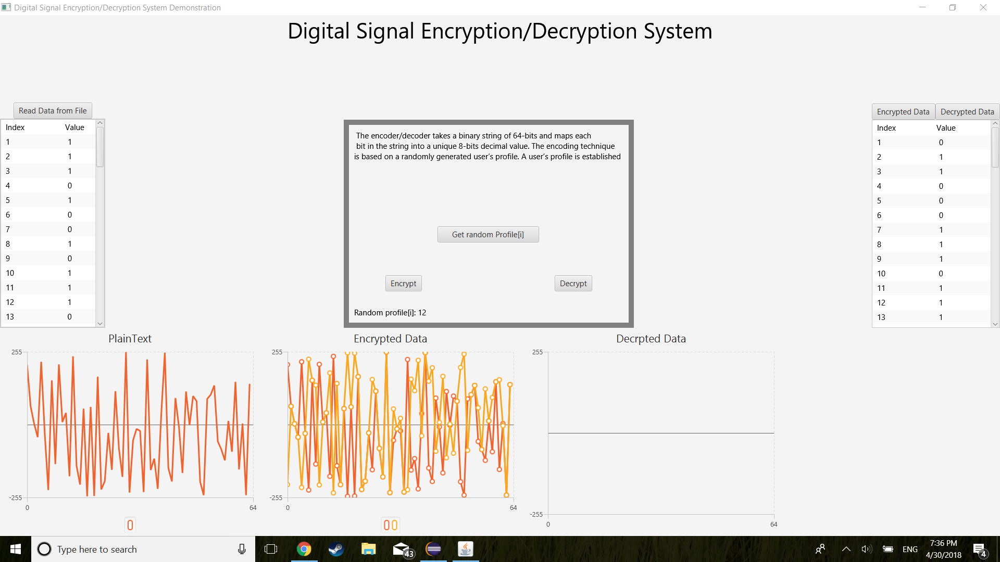 Digital Signal Encryption/Decryption System Demonstration
Digital Signal Encryption/Decryption System
Read Data from File
Index Value
1 1
2 1
3 1
4 0
5 1
6 0
7 0
8 1
9 0
10 1
11 1
12 1
13 0
The encoder/decoder takes a binary string of 64-bits and maps each
bit in the string into a unique 8-bits decimal value. The encoding technique
is based on a randomly generated user’s profile. A user’s profile is established
Get random Profile[i]
Encrypt
Decrypt
Random profile[i]: 12
Encrypted Data
Decrypted Data
Index Value
1 0
2 1
3 1
4 0
5 0
6 0
7 1
8 1
9 1
10 0
11 1
12 1
13 1
PlainText
255
-255
0
64
Encrypted Data
255
-255
0
64
Decrpted Data
255
-255
0
64
Type here to search
43
ENG
7:36 PM
4/30/2018
4